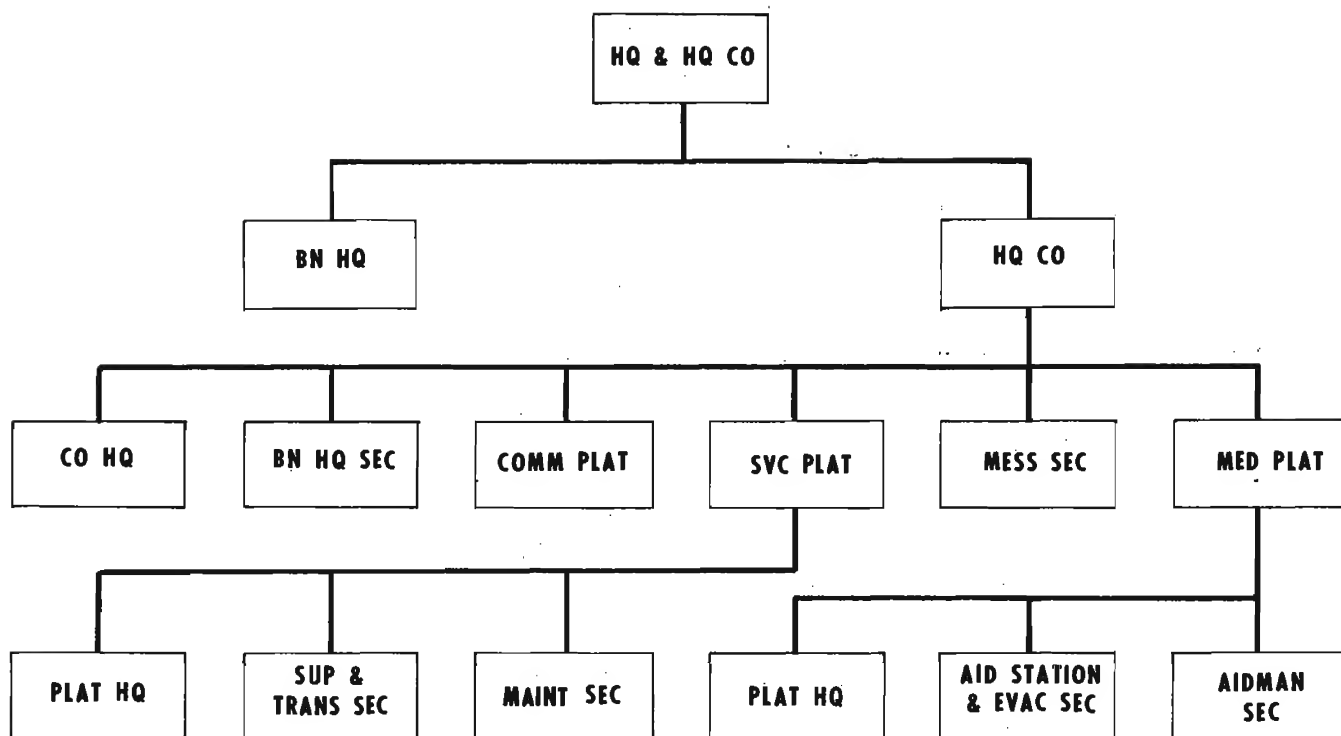 HQ & HQ CO
BN HQ
HQ CO
CO HQ
BN HQ SEC
COMM PLAT
SVC PLAT
MESS SEC
MED PLAT
PLAT HQ
SUP &
TRANS SEC
MAINT SEC
PLAT HQ
AID STATION
& EVAC SEC
AIDMAN
SEC